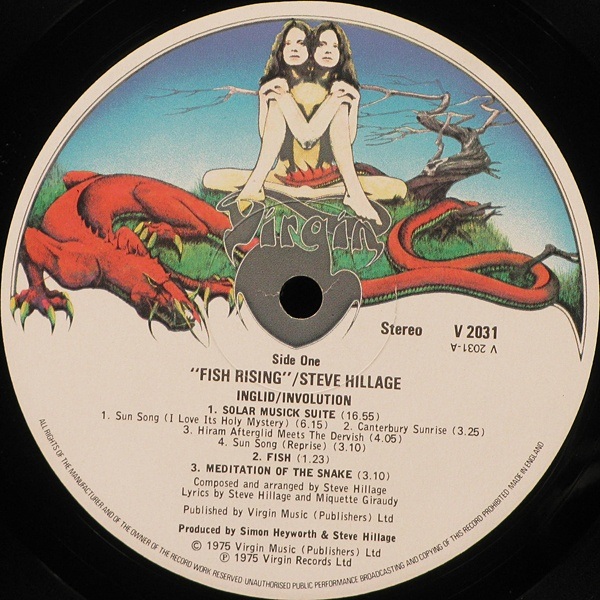 Virgin
Stereo V 2031
V 2031-A
Side One
"FISH RISING"/STEVE HILLAGE
INGLID/INVOLUTION
1. SOLAR MUSICK SUITE (16.55)
1. Sun Song (I Love Its Holy Mystery) (6.15) 2. Canterbury Sunrise (3.25)
3. Hiram Afterglid Meets The Dervish (4.05)
4. Sun Song (Reprise) (3.10)
2. FISH (1.23)
3. MEDITATION OF THE SNAKE (3.10)
Composed and arranged by Steve Hillage
Lyrics by Steve Hillage and Miquette Giraudy
Published by Virgin Music (Publishers) Ltd
Produced by Simon Heyworth & Steve Hillage
© 1975 Virgin Music (Publishers) Ltd
℗ 1975 Virgin Records Ltd
ALL RIGHTS OF THE MANUFACTURER AND OF THE OWNER OF THE RECORDED WORK RESERVED UNAUTHORISED PUBLIC PERFORMANCE BROADCASTING AND COPYING OF THIS RECORD PROHIBITED MADE IN ENGLAND